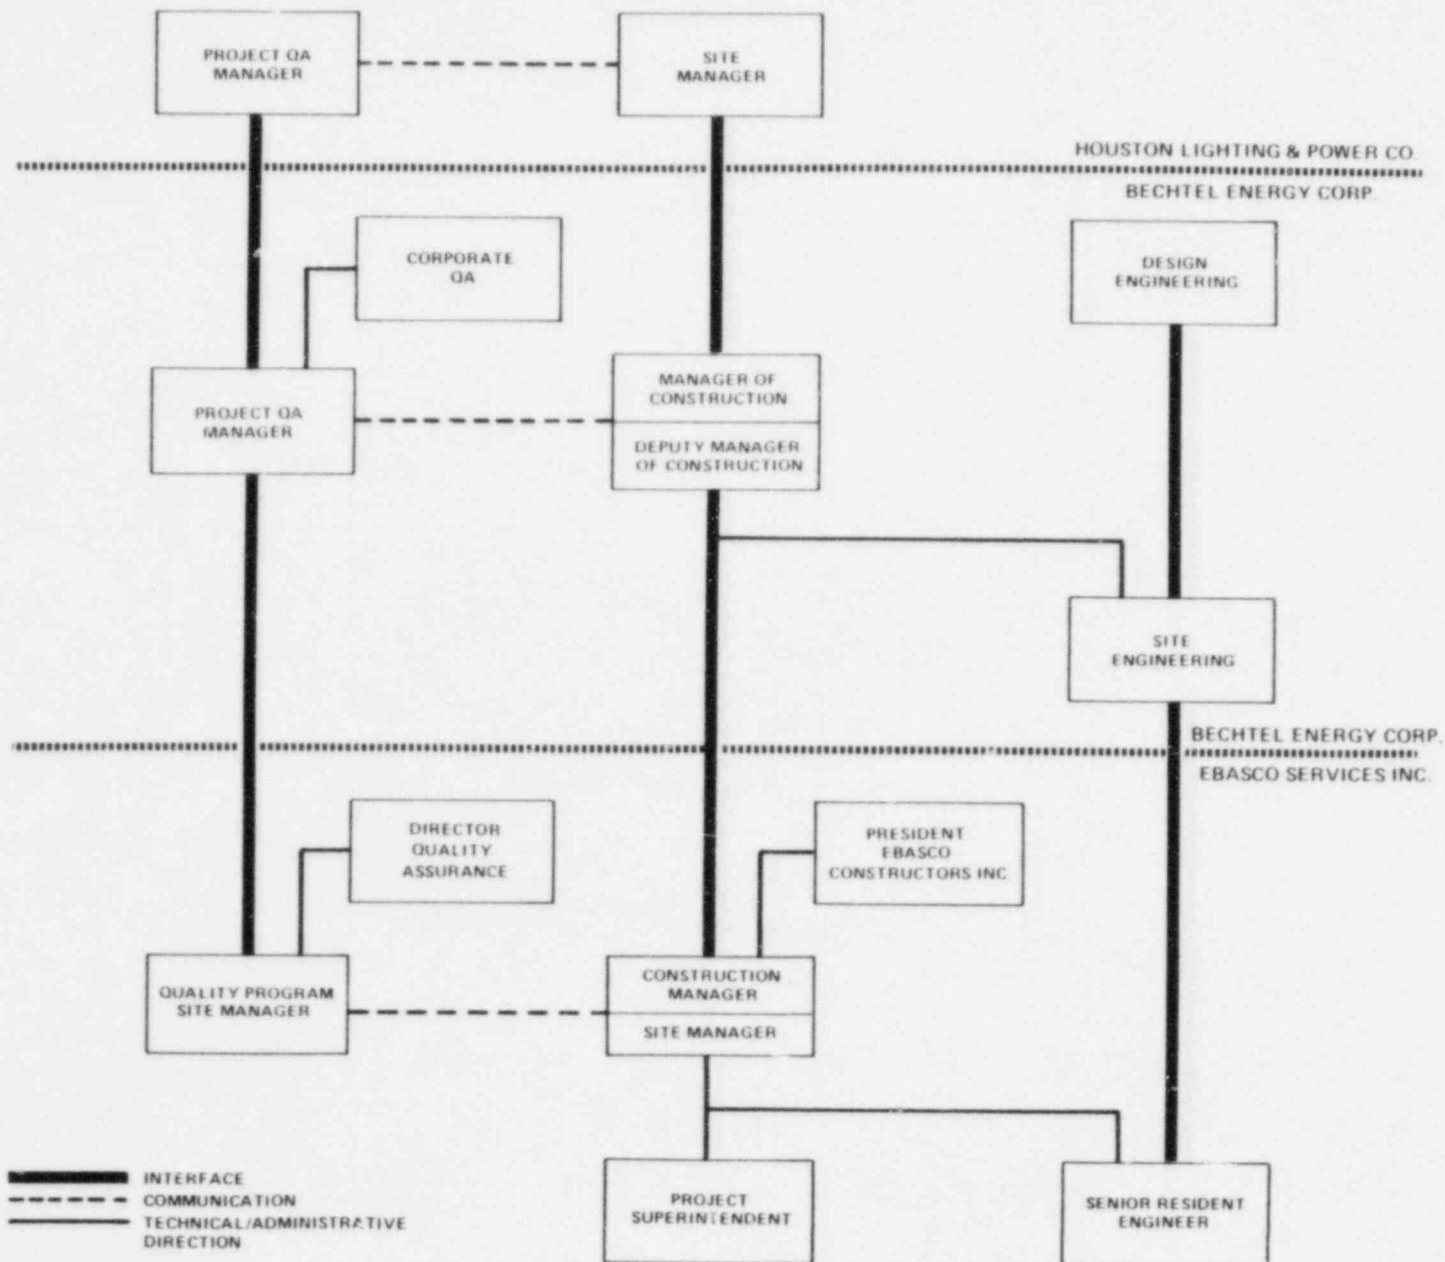 PROJECT QA
MANAGER
SITE
MANAGER
HOUSTON LIGHTING & POWER CO.
BECHTEL ENERGY CORP.
CORPORATE
QA
DESIGN
ENGINEERING
PROJECT QA
MANAGER
MANAGER OF
CONSTRUCTION
DEPUTY MANAGER
OF CONSTRUCTION
SITE
ENGINEERING
BECHTEL ENERGY CORP.
EBASCO SERVICES INC.
DIRECTOR
QUALITY
ASSURANCE
PRESIDENT
EBASCO
CONSTRUCTORS INC
QUALITY PROGRAM
SITE MANAGER
CONSTRUCTION
MANAGER
SITE MANAGER
PROJECT
SUPERINTENDENT
SENIOR RESIDENT
ENGINEER
INTERFACE
COMMUNICATION
TECHNICAL/ADMINISTRATIVE
DIRECTION